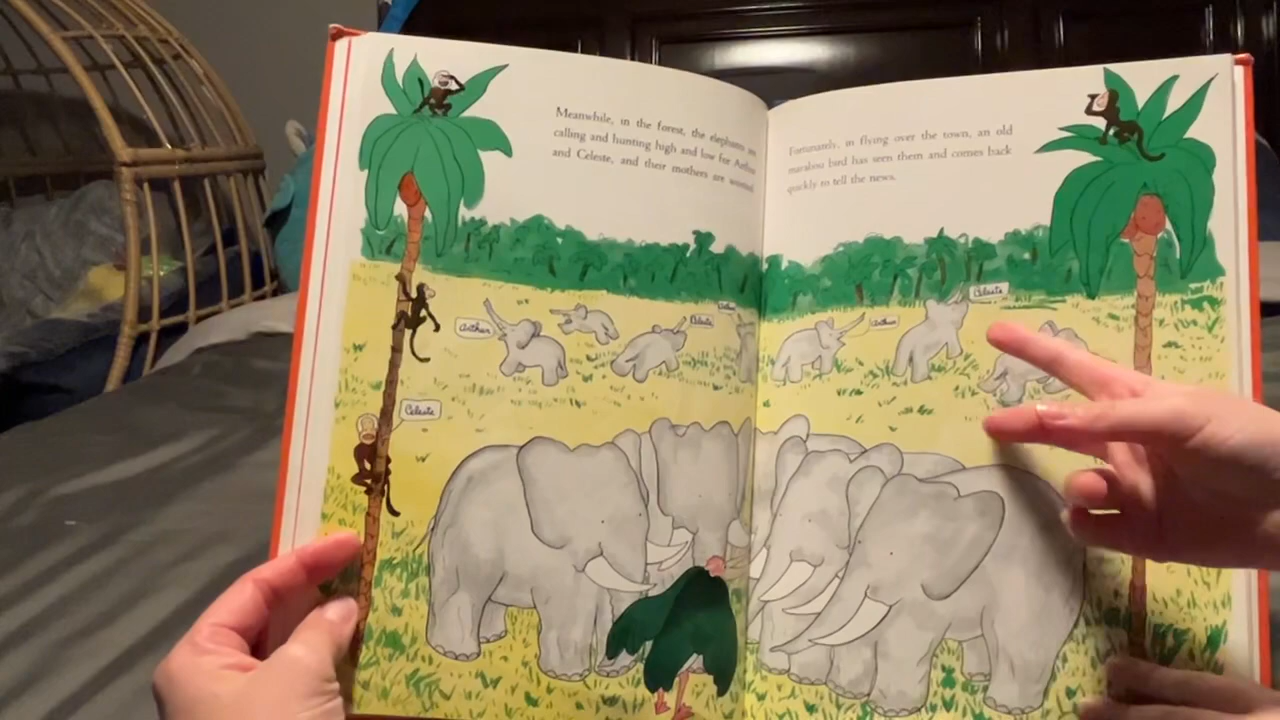 Meanwhile, in the forest, the elephants are
calling and hunting high and low for Arthur
and Celeste, and their mothers are worried.
Fortunately, in flying over the town, an old
marabou bird has seen them and comes back
quickly to tell the news.
Arthur
Celeste
Arthur
Celeste
Arthur
Celeste